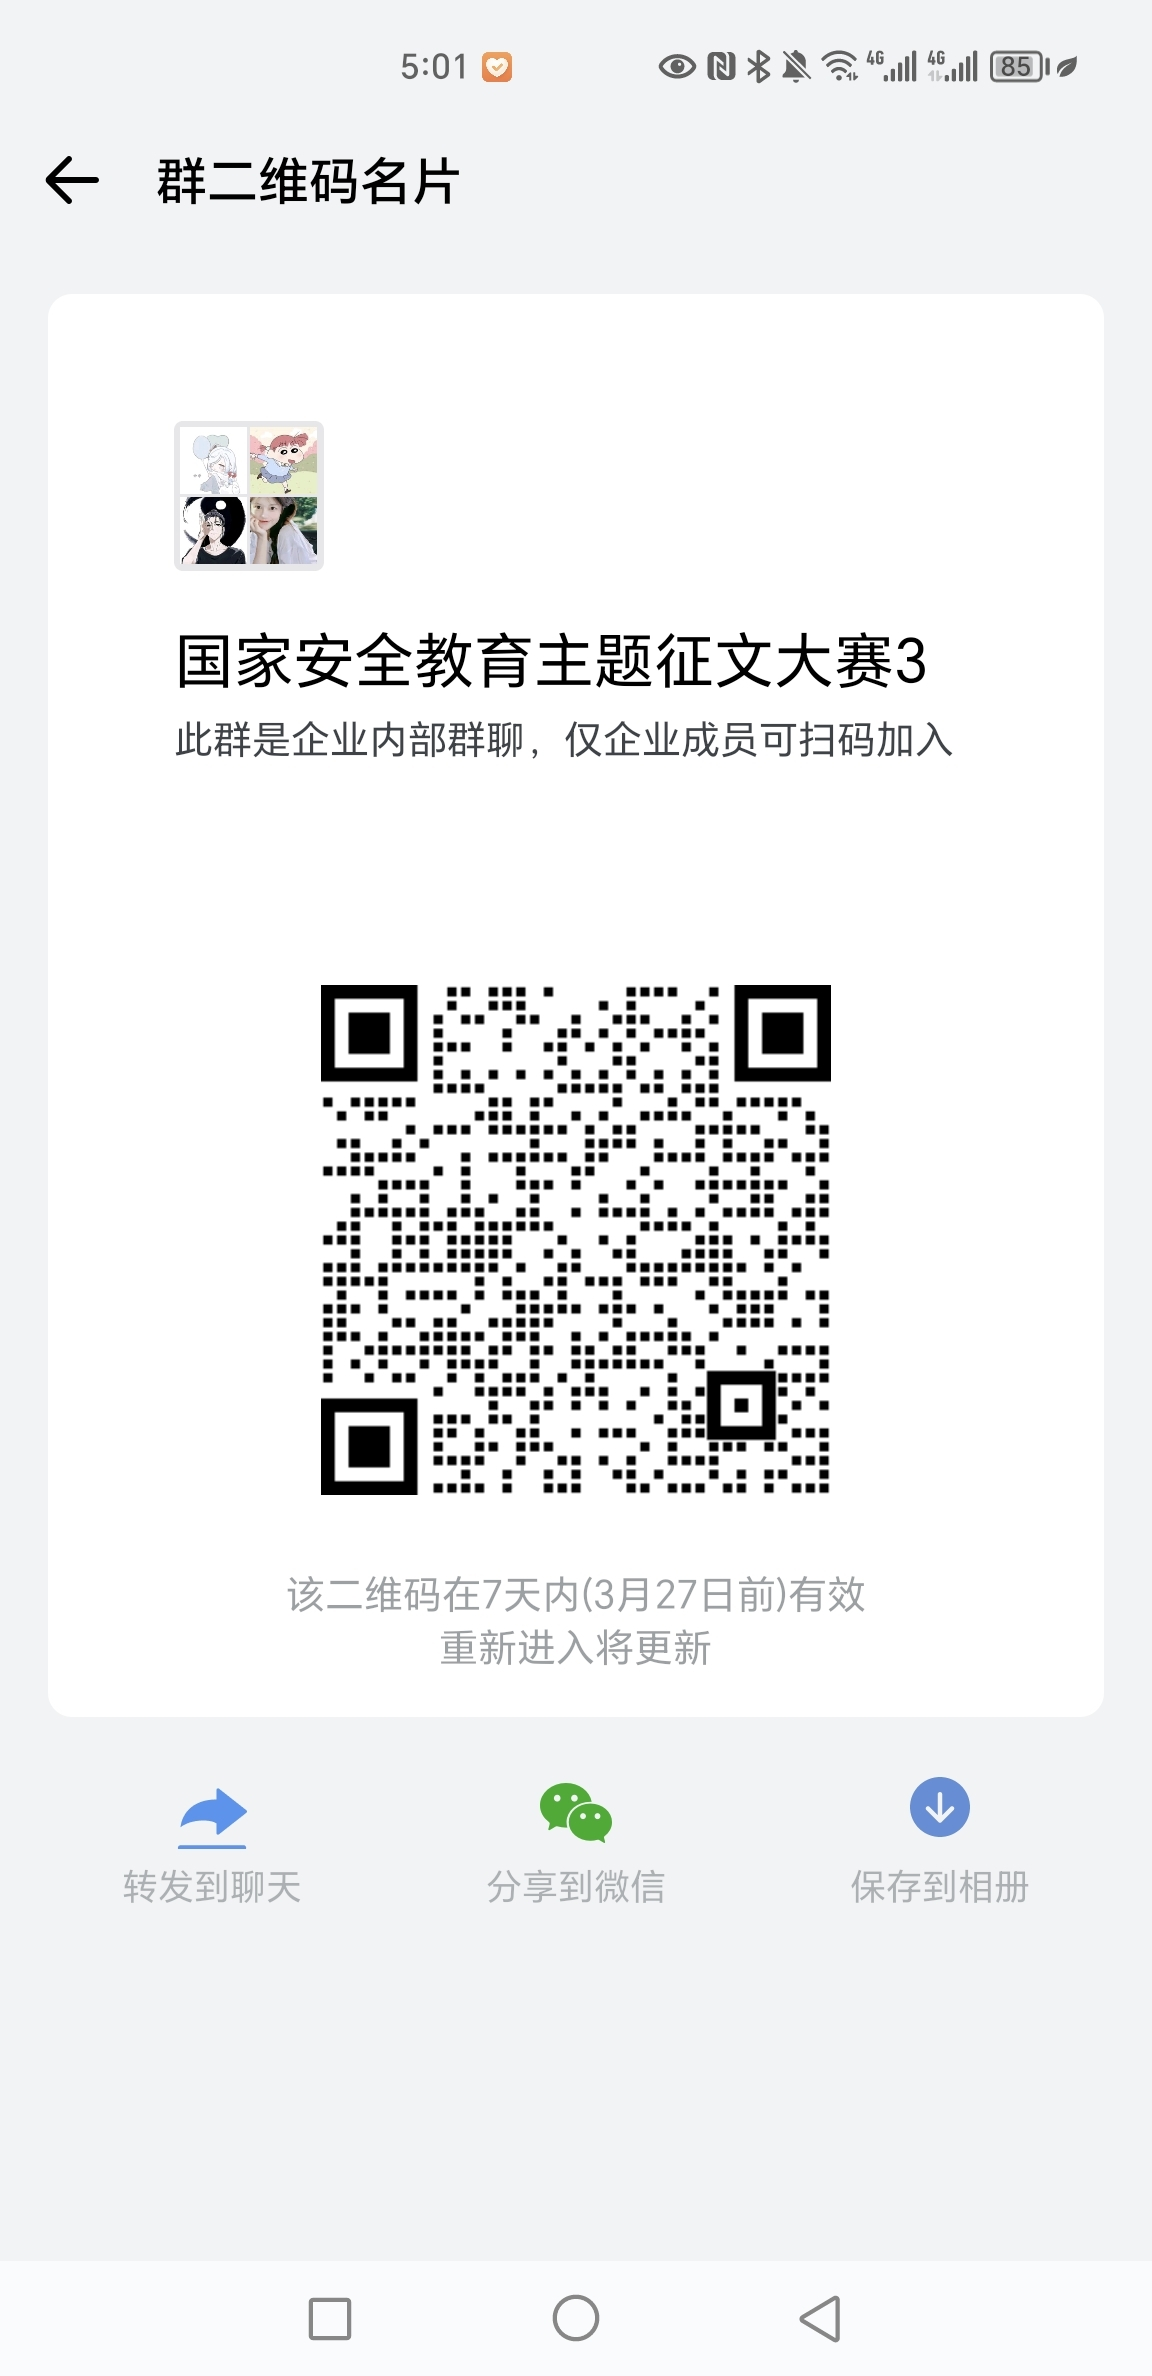 5:01
4G
4G
85
群二维码名片
国家安全教育主题征文大赛3
此群是企业内部群聊，仅企业成员可扫码加入
该二维码在7天内(3月27日前)有效
重新进入将更新
转发到聊天
分享到微信
保存到相册